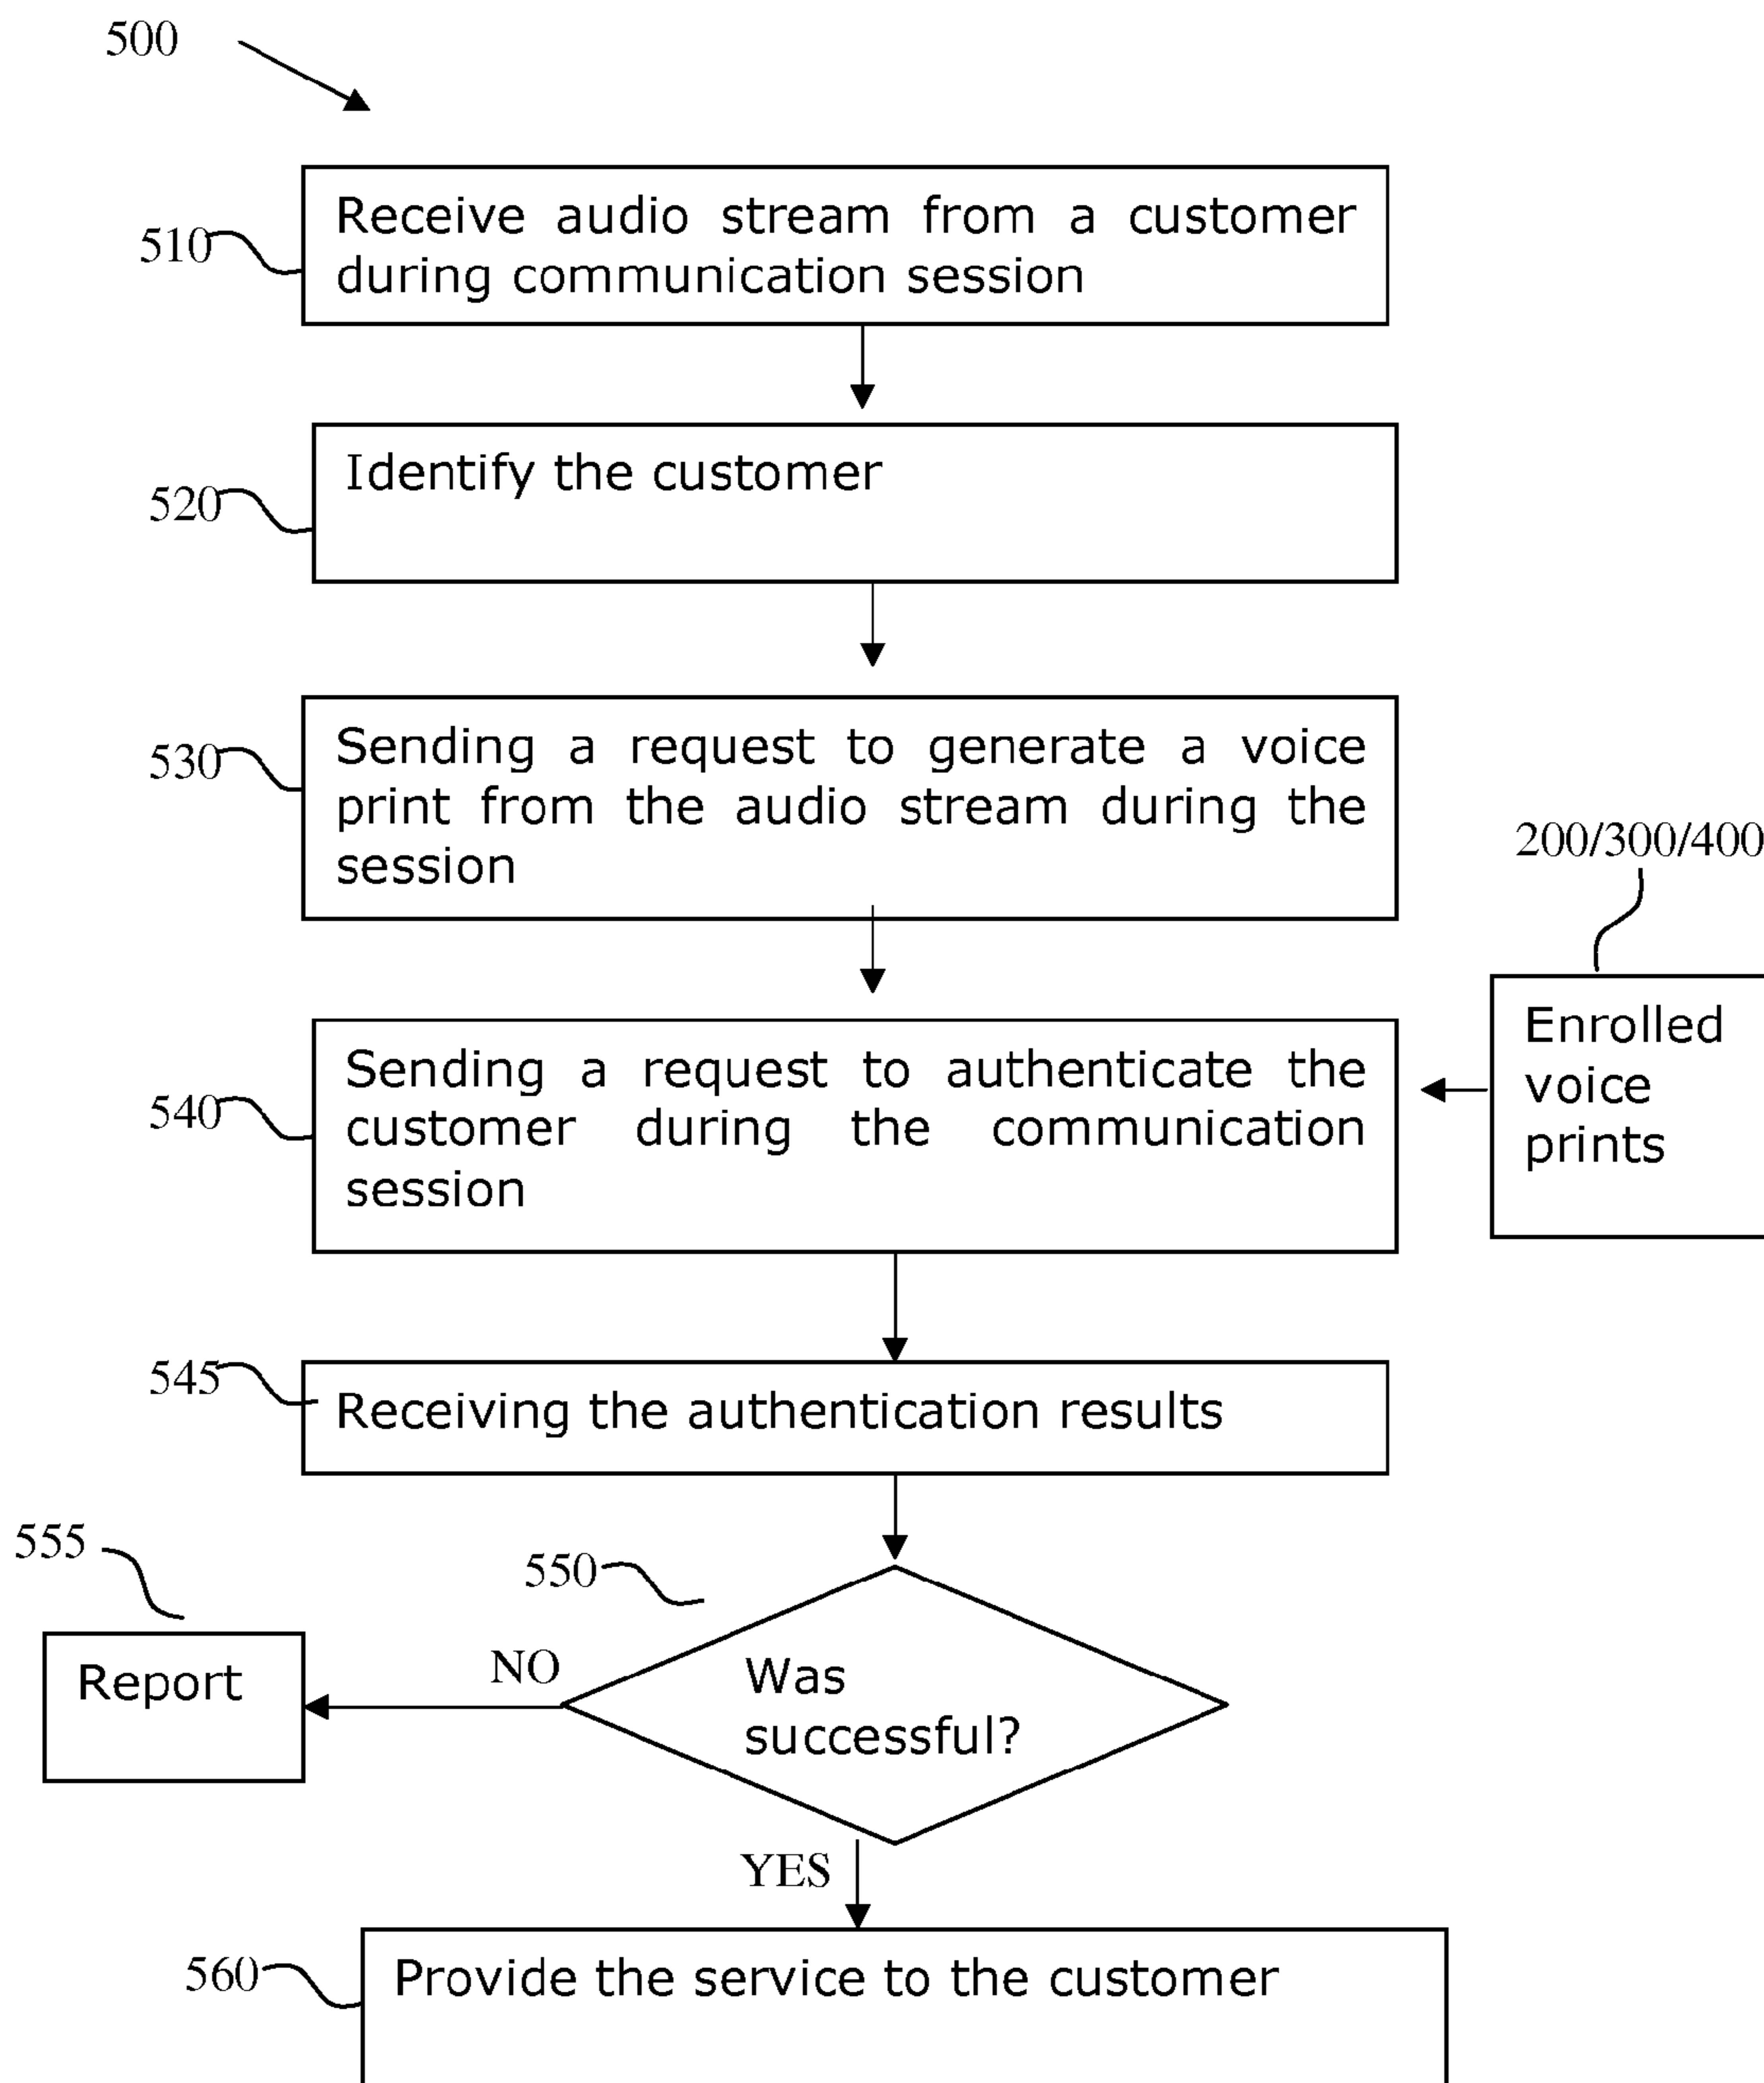 500
510
Receive audio stream from a customer
during communication session
520
Identify the customer
530
Sending a request to generate a voice
print from the audio stream during the
session
200/300/400
Enrolled
voice
prints
540
Sending a request to authenticate the
customer during the communication
session
545
Receiving the authentication results
555
Report
550
NO
Was
successful?
YES
560
Provide the service to the customer